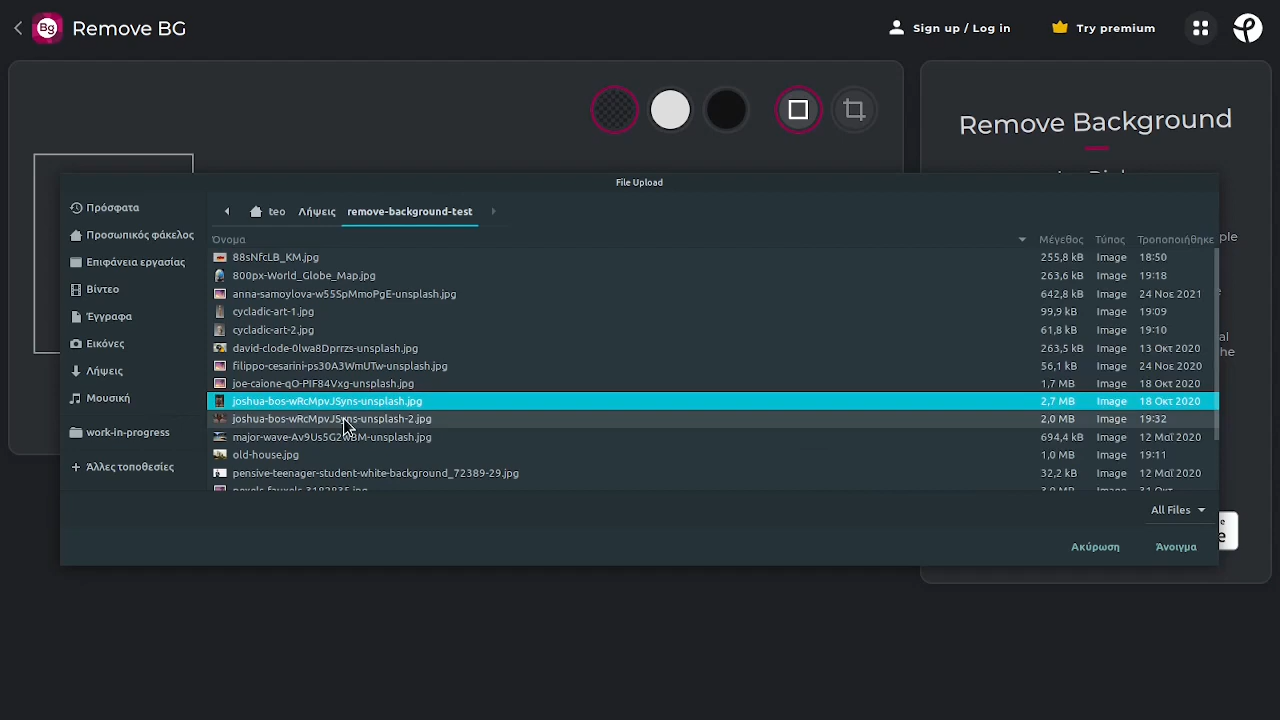 Bg Remove BG
Sign up / Log in
Try premium
Remove Background
File Upload
Πρόσφατα
Προσωπικός φάκελος
Επιφάνεια εργασίας
Βίντεο
Έγγραφα
Εικόνες
Λήψεις
Μουσική
work-in-progress
Άλλες τοποθεσίες
teo Λήψεις remove-background-test
Όνομα Μέγεθος Τύπος Τροποποιήθηκε
88sNfcLB_KM.jpg 255,8 kB Image 18:50
800px-World_Globe_Map.jpg 263,6 kB Image 19:18
anna-samoylova-w55SpMmoPgE-unsplash.jpg 642,8 kB Image 24 Νοε 2021
cycladic-art-1.jpg 99,9 kB Image 19:09
cycladic-art-2.jpg 61,8 kB Image 19:10
david-clode-0lwa8Dprrzs-unsplash.jpg 263,5 kB Image 13 Οκτ 2020
filippo-cesarini-ps30A3WmUTw-unsplash.jpg 56,1 kB Image 24 Νοε 2020
joe-caione-qO-PIF84Vxg-unsplash.jpg 1,7 MB Image 18 Οκτ 2020
joshua-bos-wRcMpvJSyns-unsplash.jpg 2,7 MB Image 18 Οκτ 2020
joshua-bos-wRcMpvJSyns-unsplash-2.jpg 2,0 MB Image 19:32
694,4 kB Image 12 Μαΐ 2020
old-house.jpg 1,0 MB Image 19:11
pensive-teenager-student-white-background_72389-29.jpg 32,2 kB Image 12 Μαΐ 2020
All Files
Ακύρωση Άνοιγμα